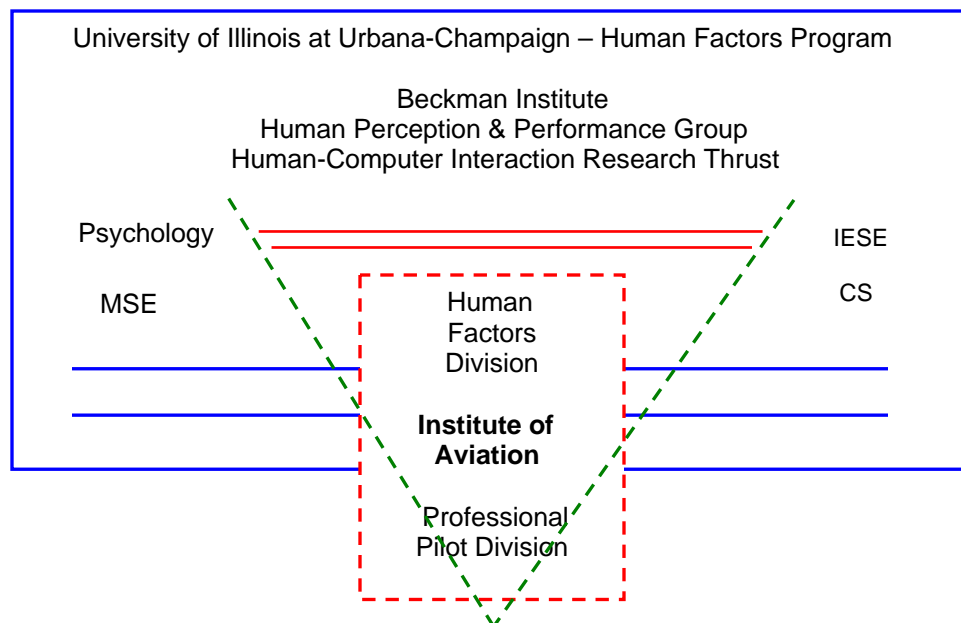 University of Illinois at Urbana-Champaign – Human Factors Program
Beckman Institute
Human Perception & Performance Group
Human-Computer Interaction Research Thrust
Psychology
IESE
MSE
CS
Human
Factors
Division
Institute of
Aviation
Professional
Pilot Division